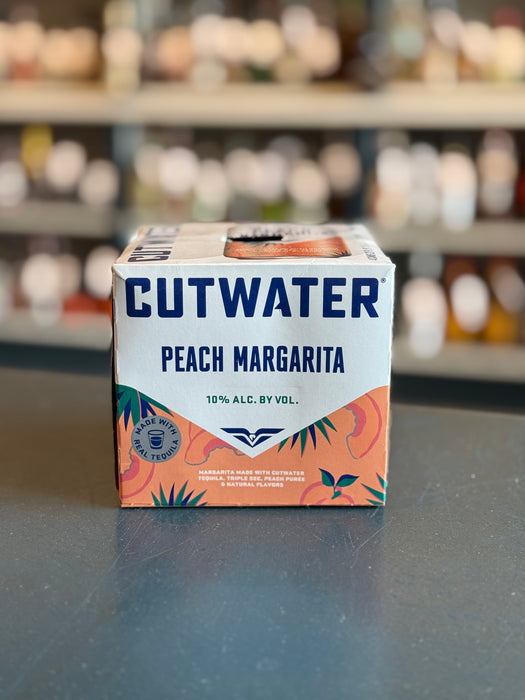 CUTWATER
CUTWATER®
PEACH MARGARITA
10% ALC. BY VOL.
MADE WITH
REAL TEQUILA
MARGARITA MADE WITH CUTWATER
TEQUILA, TRIPLE SEC, PEACH PURÉE
& NATURAL FLAVORS